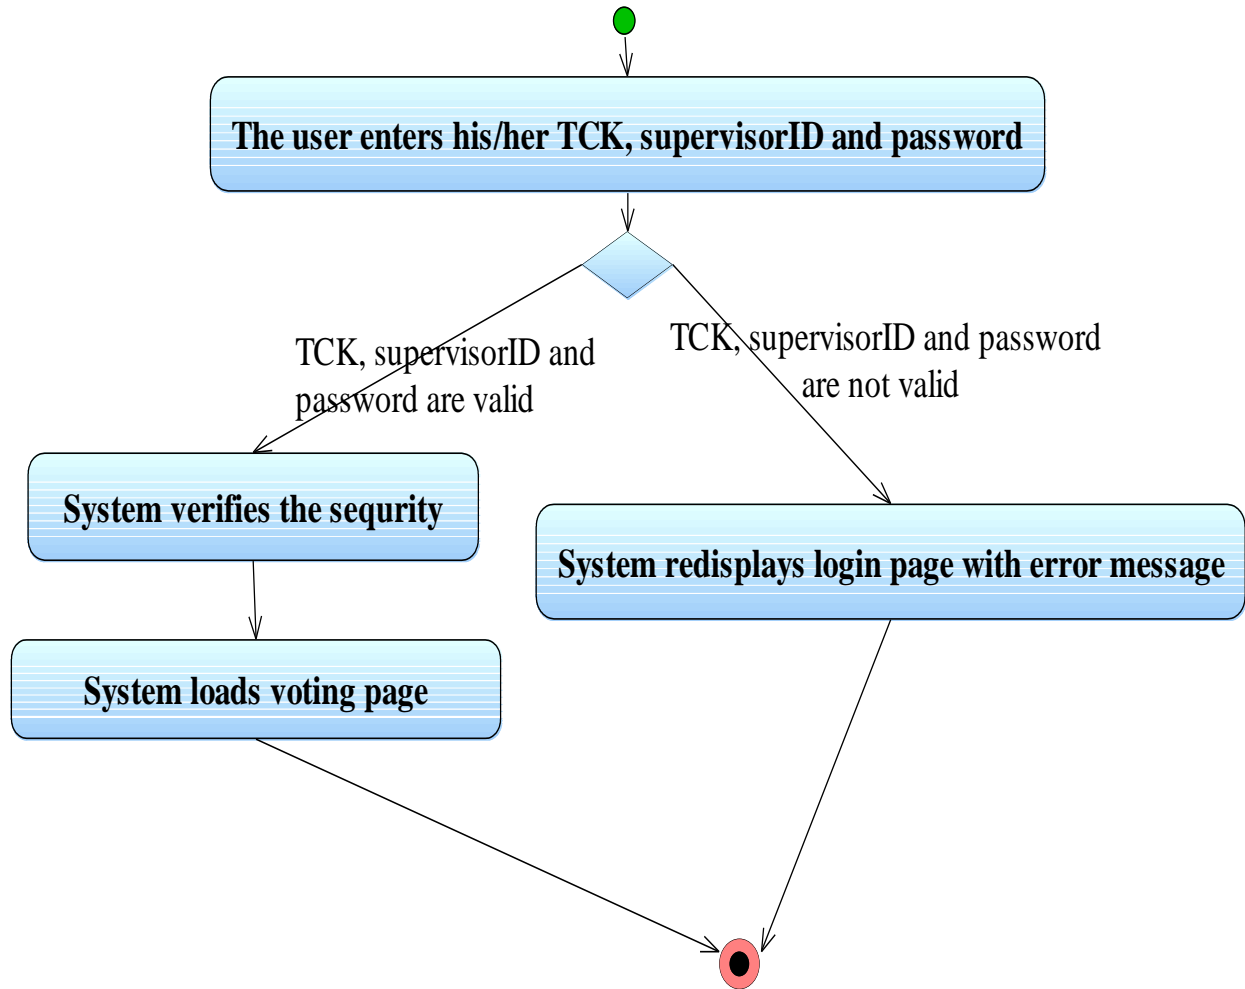 The user enters his/her TCK, supervisorID and password
TCK, supervisorID and
password are valid
TCK, supervisorID and password
are not valid
System verifies the sequrity
System redisplays login page with error message
System loads voting page